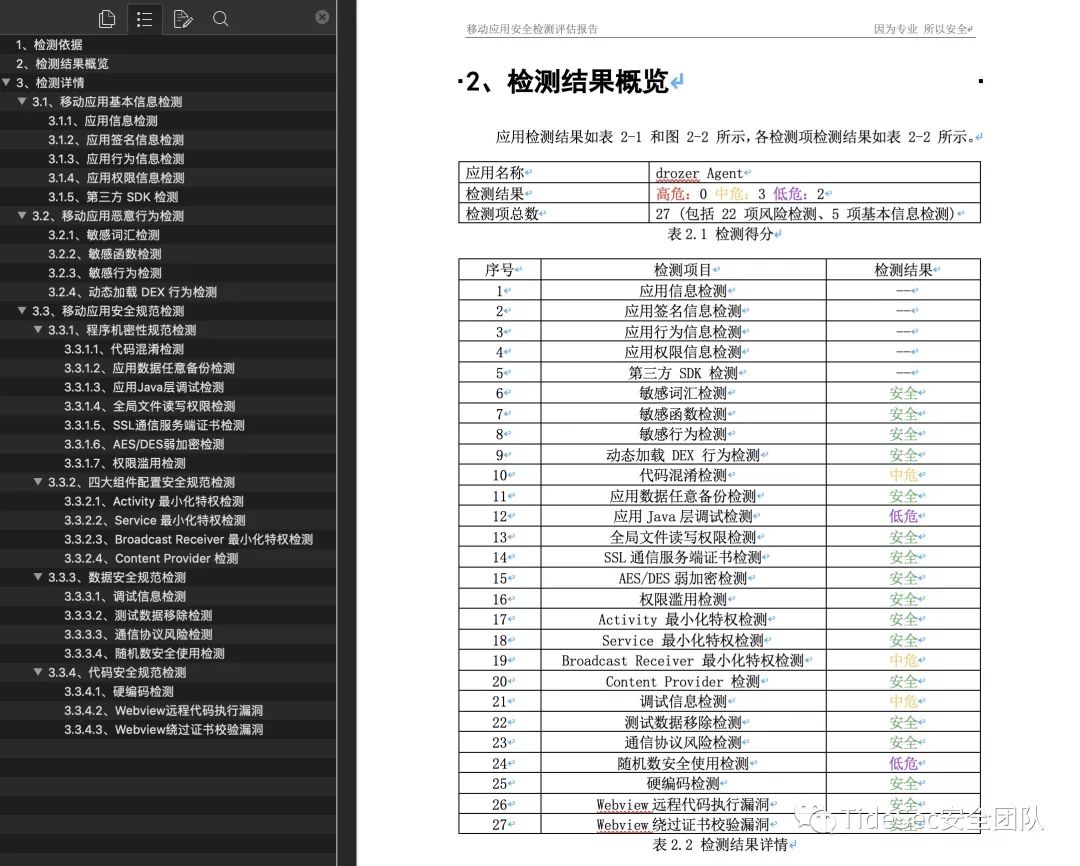 1、检测依据
2、检测结果概览
3、检测详情
3.1、移动应用基本信息检测
3.1.1、应用信息检测
3.1.2、应用签名信息检测
3.1.3、应用行为信息检测
3.1.4、应用权限信息检测
3.1.5、第三方 SDK 检测
3.2、移动应用恶意行为检测
3.2.1、敏感词汇检测
3.2.2、敏感函数检测
3.2.3、敏感行为检测
3.2.4、动态加载 DEX 行为检测
3.3、移动应用安全规范检测
3.3.1、程序机密性规范检测
3.3.1.1、代码混淆检测
3.3.1.2、应用数据任意备份检测
3.3.1.3、应用Java层调试检测
3.3.1.4、全局文件读写权限检测
3.3.1.5、SSL通信服务端证书检测
3.3.1.6、AES/DES弱加密检测
3.3.1.7、权限滥用检测
3.3.2、四大组件配置安全规范检测
3.3.2.1、Activity 最小化特权检测
3.3.2.2、Service 最小化特权检测
3.3.2.3、Broadcast Receiver 最小化特权检测
3.3.2.4、Content Provider 检测
3.3.3、数据安全规范检测
3.3.3.1、调试信息检测
3.3.3.2、测试数据移除检测
3.3.3.3、通信协议风险检测
3.3.3.4、随机数安全使用检测
3.3.4、代码安全规范检测
3.3.4.1、硬编码检测
3.3.4.2、Webview远程代码执行漏洞
3.3.4.3、Webview绕过证书校验漏洞
移动应用安全检测评估报告 因为专业 所以安全
2、检测结果概览
应用检测结果如表 2-1 和图 2-2 所示,各检测项检测结果如表 2-2 所示。
应用名称 drozer Agent
检测结果 高危: 0 中危: 3 低危: 2
检测项总数 27 (包括 22 项风险检测、5 项基本信息检测)
表 2.1 检测得分
序号 检测项目 检测结果
1 应用信息检测 ——
2 应用签名信息检测 ——
3 应用行为信息检测 ——
4 应用权限信息检测 ——
5 第三方 SDK 检测 ——
6 敏感词汇检测 安全
7 敏感函数检测 安全
8 敏感行为检测 安全
9 动态加载 DEX 行为检测 安全
10 代码混淆检测 中危
11 应用数据任意备份检测 安全
12 应用 Java 层调试检测 低危
13 全局文件读写权限检测 安全
14 SSL 通信服务端证书检测 安全
15 AES/DES 弱加密检测 安全
16 权限滥用检测 安全
17 Activity 最小化特权检测 安全
18 Service 最小化特权检测 安全
19 Broadcast Receiver 最小化特权检测 中危
20 Content Provider 检测 安全
21 调试信息检测 中危
22 测试数据移除检测 安全
23 通信协议风险检测 安全
24 随机数安全使用检测 低危
25 硬编码检测 安全
26 Webview 远程代码执行漏洞 安全
27 Webview 绕过证书校验漏洞 安全
表 2.2 检测结果详情
Tidesec安全团队